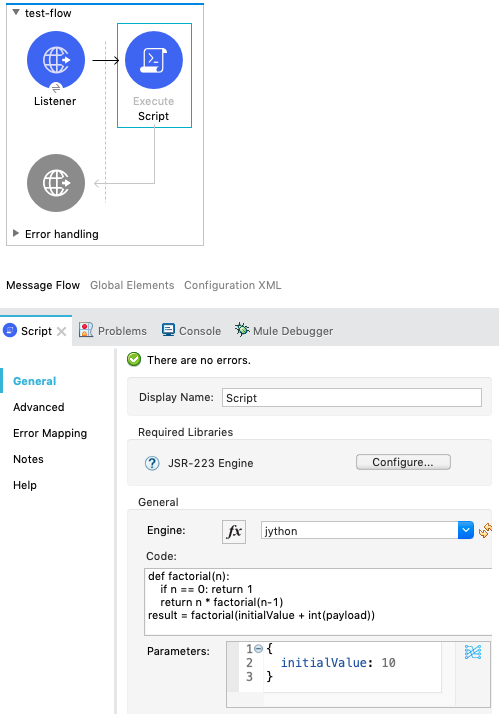 test-flow
Listener
Execute
Script
Error handling
Message Flow Global Elements Configuration XML
Script Problems Console Mule Debugger
There are no errors.
General
Advanced
Error Mapping
Notes
Help
Display Name: Script
Required Libraries
? JSR-223 Engine Configure...
General
Engine: fx jython
Code:
def factorial(n):
    if n == 0: return 1
    return n * factorial(n-1)
result = factorial(initialValue + int(payload))
Parameters:
1 {
2   initialValue: 10
3 }